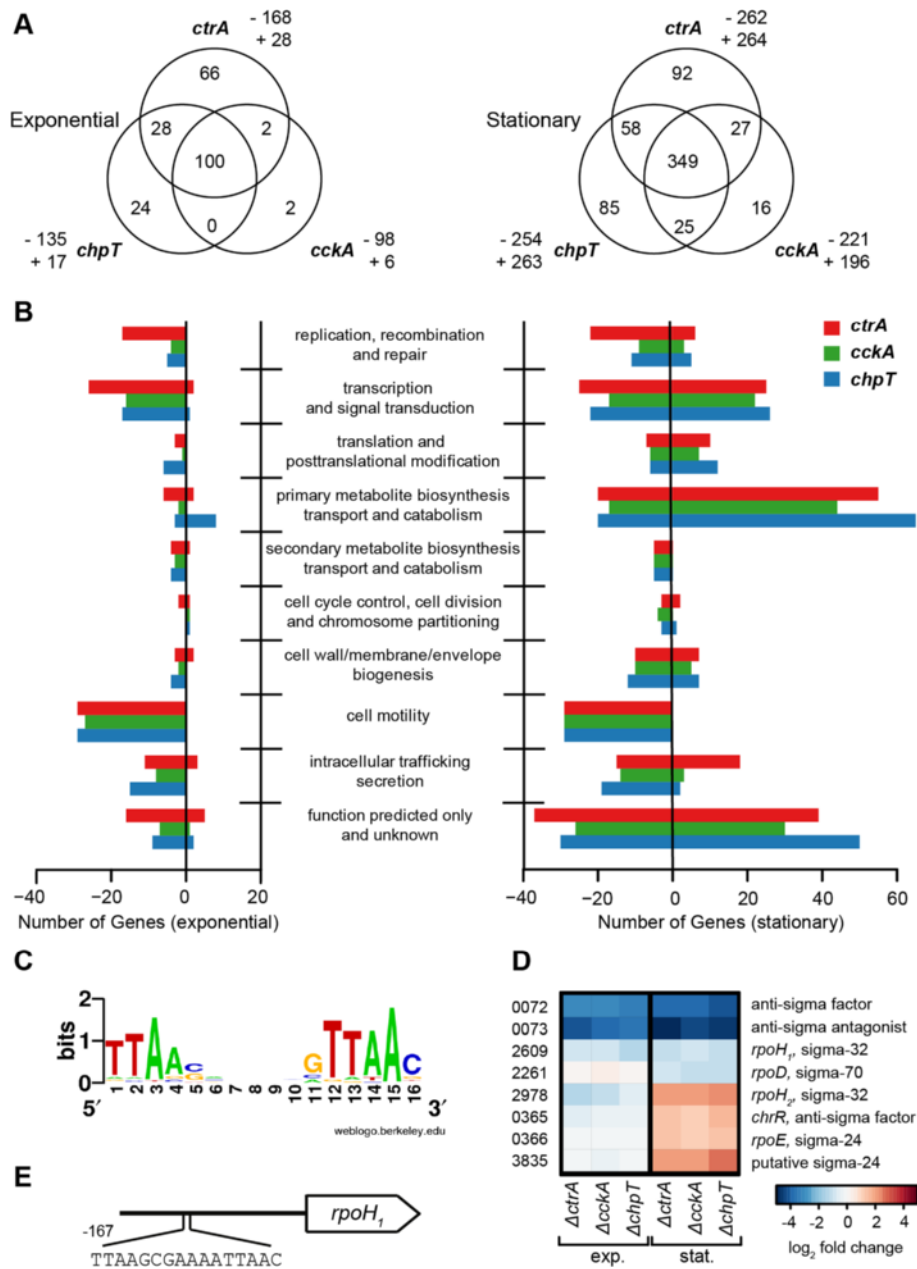 A
ctrA
- 168
+ 28
66
Exponential
28
2
100
24
0
2
- 135
+ 17
chpT
cckA
- 98
+ 6
ctrA
- 262
+ 264
92
Stationary
58
27
349
85
25
16
- 254
+ 263
chpT
cckA
- 221
+ 196
B
replication, recombination
and repair
transcription
and signal transduction
translation and
posttranslational modification
primary metabolite biosynthesis
transport and catabolism
secondary metabolite biosynthesis
transport and catabolism
cell cycle control, cell division
and chromosome partitioning
cell wall/membrane/envelope
biogenesis
cell motility
intracellular trafficking
secretion
function predicted only
and unknown
ctrA
cckA
chpT
−40 −20 0 20
Number of Genes (exponential)
−40 −20 0 20 40 60
Number of Genes (stationary)
C
bits
2
1
0
TTAAC GTTAAC
1 2 3 4 5 6 7 8 9 10 11 12 13 14 15 16
5′ 3′
weblogo.berkeley.edu
D
0072 anti-sigma factor
0073 anti-sigma antagonist
2609 rpoH1, sigma-32
2261 rpoD, sigma-70
2978 rpoH2, sigma-32
0365 chrR, anti-sigma factor
0366 rpoE, sigma-24
3835 putative sigma-24
ΔctrA ΔcckA ΔchpT ΔctrA ΔcckA ΔchpT
exp. stat.
−4 −2 0 2 4
log2 fold change
E
rpoH1
-167
TTAAGCGAAAATTAAC